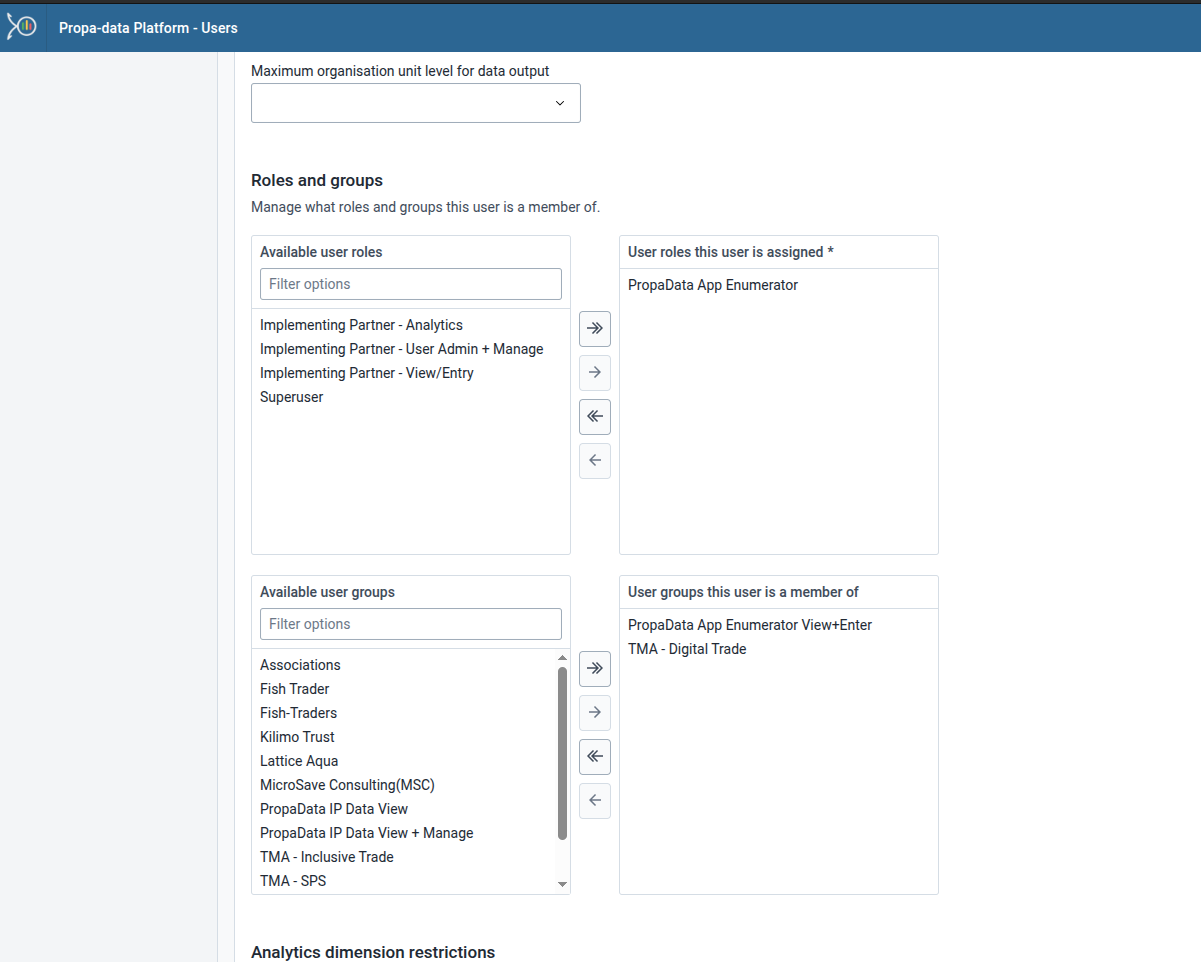 Propa-data Platform - Users
Maximum organisation unit level for data output
Roles and groups
Manage what roles and groups this user is a member of.
Available user roles
Filter options
Implementing Partner - Analytics
Implementing Partner - User Admin + Manage
Implementing Partner - View/Entry
Superuser
User roles this user is assigned *
PropaData App Enumerator
Available user groups
Filter options
Associations
Fish Trader
Fish-Traders
Kilimo Trust
Lattice Aqua
MicroSave Consulting(MSC)
PropaData IP Data View
PropaData IP Data View + Manage
TMA - Inclusive Trade
TMA - SPS
User groups this user is a member of
PropaData App Enumerator View+Enter
TMA - Digital Trade
Analytics dimension restrictions